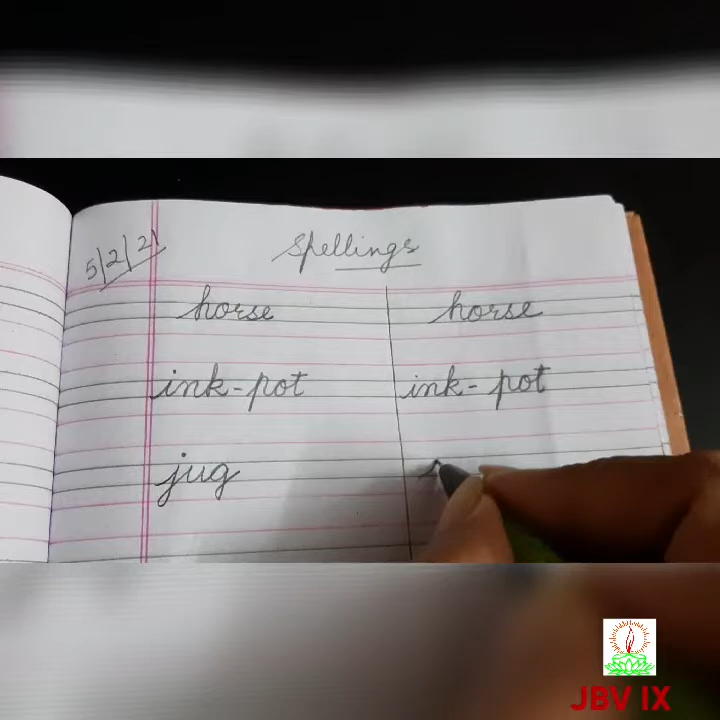 5/2/21
Spellings
horse horse
ink-pot ink-pot
jug
JBV IX